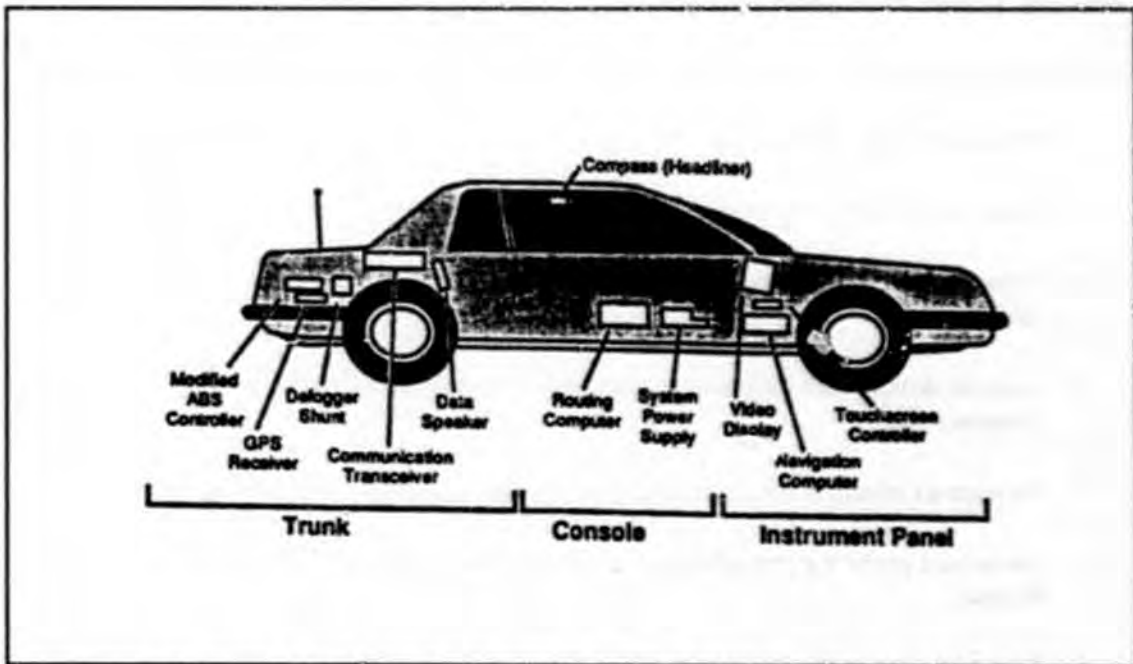 Compass (Headliner)
Modified
ABS
Controller
GPS
Receiver
Defogger
Shunt
Communication
Transceiver
Data
Speaker
Routing
Computer
System
Power
Supply
Video
Display
Navigation
Computer
Touchscreen
Controller
Trunk
Console
Instrument Panel